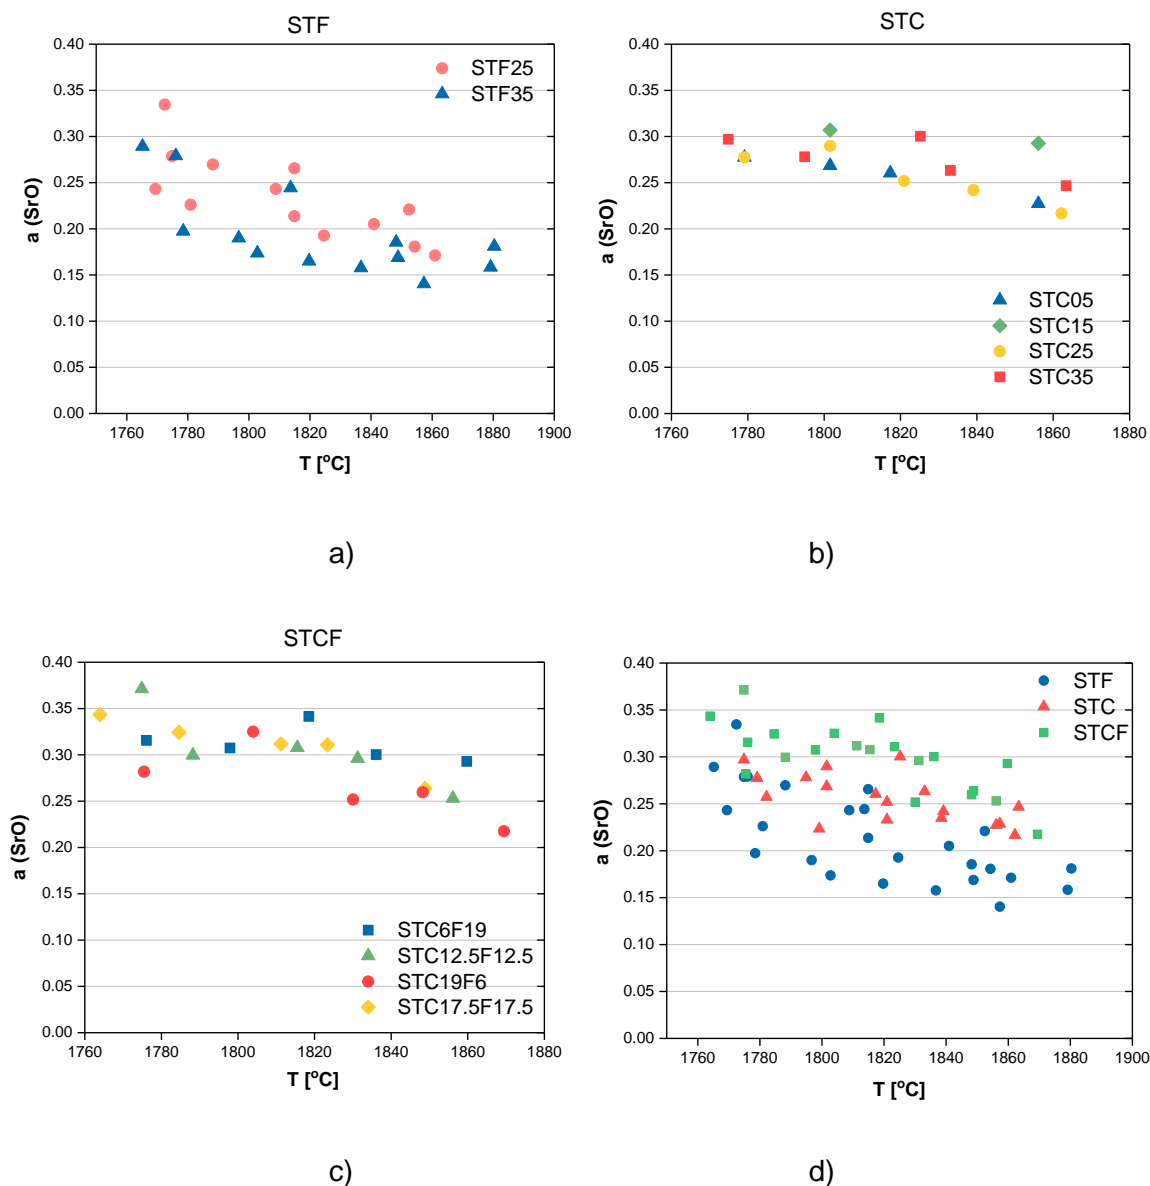 STF
0.40
0.35
0.30
0.25
0.20
0.15
0.10
0.05
0.00
a (SrO)
STF25
STF35
1760 1780 1800 1820 1840 1860 1880 1900
T [°C]
a)
STC
0.40
0.35
0.30
0.25
0.20
0.15
0.10
0.05
0.00
a (SrO)
STC05
STC15
STC25
STC35
1760 1780 1800 1820 1840 1860 1880
T [°C]
b)
STCF
0.40
0.35
0.30
0.25
0.20
0.15
0.10
0.05
0.00
a (SrO)
STC6F19
STC12.5F12.5
STC19F6
STC17.5F17.5
1760 1780 1800 1820 1840 1860 1880
T [°C]
c)
0.40
0.35
0.30
0.25
0.20
0.15
0.10
0.05
0.00
a (SrO)
STF
STC
STCF
1760 1780 1800 1820 1840 1860 1880 1900
T [°C]
d)